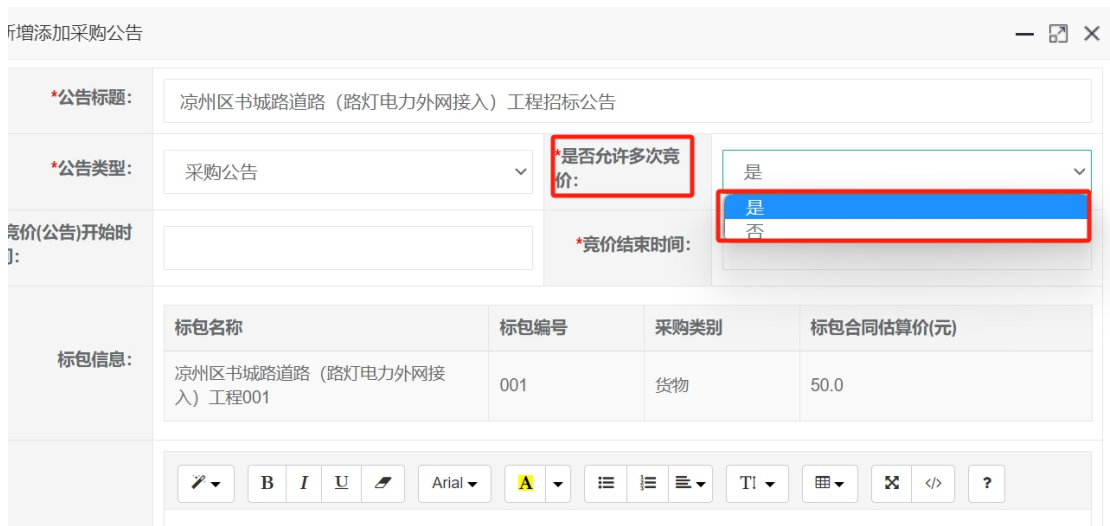 新增添加采购公告
*公告标题：
凉州区书城路道路（路灯电力外网接入）工程招标公告
*公告类型：
采购公告
*是否允许多次竞
价：
是
是
否
竞价(公告)开始时
间：
*竞价结束时间：
标包信息：
标包名称
标包编号
采购类别
标包合同估算价(元)
凉州区书城路道路（路灯电力外网接
入）工程001
001
货物
50.0
B
I
U
Arial
A
TI
</>
?